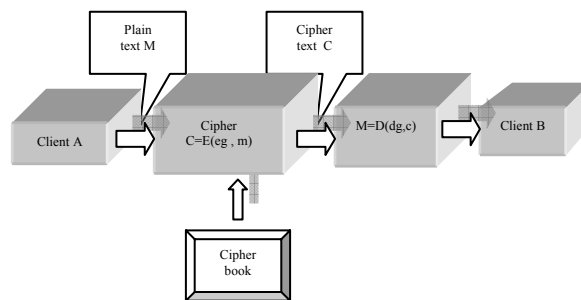 Plain
text M
Cipher
text C
Client A
Cipher
C=E(eg , m)
M=D(dg,c)
Client B
Cipher
book